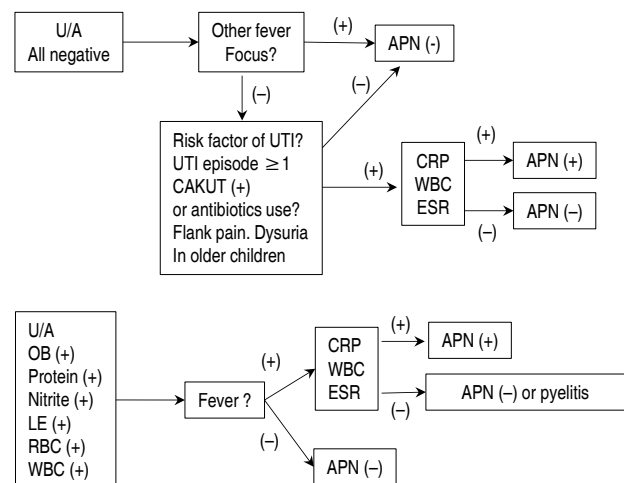 U/A
All negative
Other fever
Focus?
(+)
APN (-)
(–)
(–)
Risk factor of UTI?
UTI episode ≥1
CAKUT (+)
or antibiotics use?
Flank pain. Dysuria
In older children
(+)
CRP
WBC
ESR
(+)
APN (+)
APN (–)
(–)
U/A
OB (+)
Protein (+)
Nitrite (+)
LE (+)
RBC (+)
WBC (+)
Fever ?
(+)
CRP
WBC
ESR
(+)
APN (+)
(–)
APN (–) or pyelitis
(–)
APN (–)